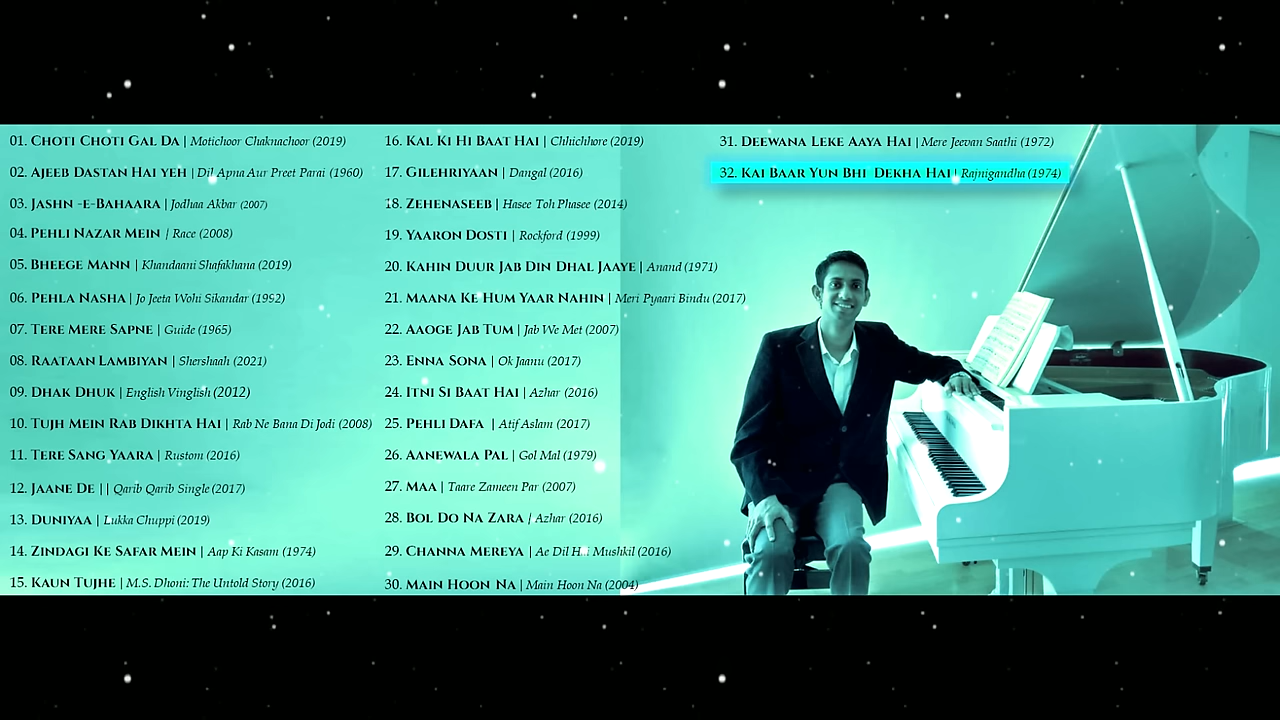 01. Choti Choti Gal Da | Motichoor Chaknachoor (2019)
02. Ajeeb Dastan Hai yeh | Dil Apna Aur Preet Parai (1960)
03. Jashn -e-Bahaara | Jodhaa Akbar (2007)
04. Pehli Nazar Mein | Race (2008)
05. Bheege Mann | Khandaani Shafakhana (2019)
06. Pehla Nasha | Jo Jeeta Wohi Sikandar (1992)
07. Tere Mere Sapne | Guide (1965)
08. Raataan Lambiyan | Shershaah (2021)
09. Dhak Dhuk | English Vinglish (2012)
10. Tujh Mein Rab Dikhta Hai | Rab Ne Bana Di Jodi (2008)
11. Tere Sang Yaara | Rustom (2016)
12. Jaane De || Qarib Qarib Single (2017)
13. Duniyaa | Lukka Chuppi (2019)
14. Zindagi Ke Safar Mein | Aap Ki Kasam (1974)
15. Kaun Tujhe | M.S. Dhoni: The Untold Story (2016)
16. Kal Ki Hi Baat Hai | Chhichhore (2019)
17. Gilehriyaan | Dangal (2016)
18. Zehenaseeb | Hasee Toh Phasee (2014)
19. Yaaron Dosti | Rockford (1999)
20. Kahin Duur Jab Din Dhal Jaaye | Anand (1971)
21. Maana Ke Hum Yaar Nahin | Meri Pyaari Bindu (2017)
22. Aaoge Jab Tum | Jab We Met (2007)
23. Enna Sona | Ok Jaanu (2017)
24. Itni Si Baat Hai | Azhar (2016)
25. Pehli Dafa | Atif Aslam (2017)
26. Aanewala Pal | Gol Mal (1979)
27. Maa | Taare Zameen Par (2007)
28. Bol Do Na Zara | Azhar (2016)
29. Channa Mereya | Ae Dil Hai Mushkil (2016)
30. Main Hoon Na | Main Hoon Na (2004)
31. Deewana Leke Aaya Hai | Mere Jeevan Saathi (1972)
32. Kai Baar Yun Bhi Dekha Hai | Rajnigandha (1974)